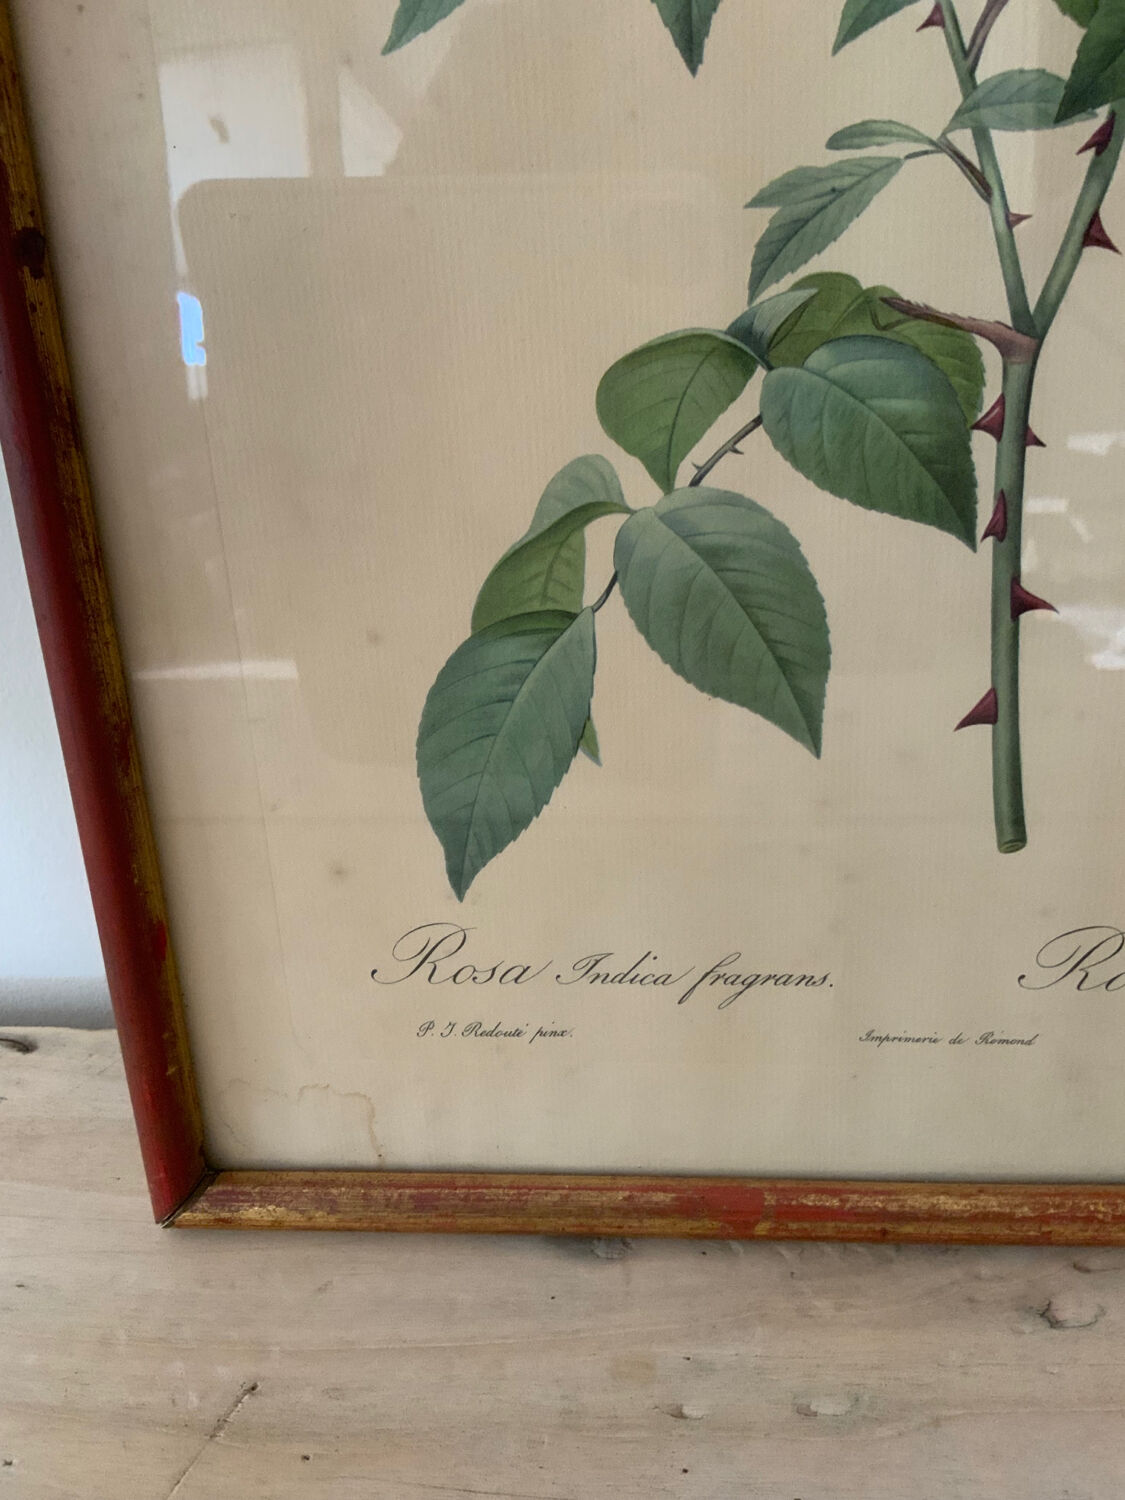 Rosa Indica fragrans.
P. J. Redouté pinx.
Imprimerie de Rémond